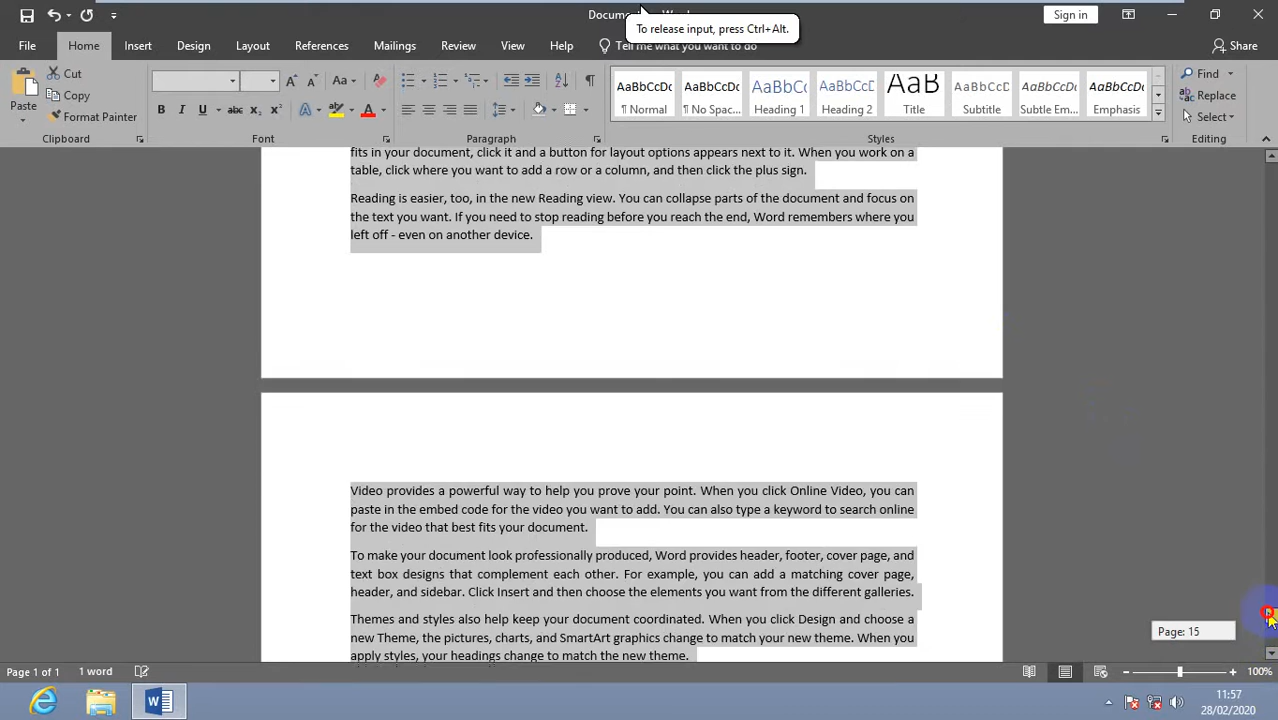 Docum
To release input, press Ctrl+Alt.
Sign in
File Home Insert Design Layout References Mailings Review View Help Tell me what you want to do Share
Cut
Copy
Format Painter
Paste
Aa
B I U abc X₂ X² A A
AaBbCcDc AaBbCcDc AaBbCc AaBbCcD AaB AaBbCcD AaBbCcDc AaBbCcDc
¶ Normal ¶ No Spac... Heading 1 Heading 2 Title Subtitle Subtle Em... Emphasis
Find
Replace
Select
Clipboard Font Paragraph Styles Editing
fits in your document, click it and a button for layout options appears next to it. When you work on a
table, click where you want to add a row or a column, and then click the plus sign.
Reading is easier, too, in the new Reading view. You can collapse parts of the document and focus on
the text you want. If you need to stop reading before you reach the end, Word remembers where you
left off - even on another device.
Video provides a powerful way to help you prove your point. When you click Online Video, you can
paste in the embed code for the video you want to add. You can also type a keyword to search online
for the video that best fits your document.
To make your document look professionally produced, Word provides header, footer, cover page, and
text box designs that complement each other. For example, you can add a matching cover page,
header, and sidebar. Click Insert and then choose the elements you want from the different galleries.
Themes and styles also help keep your document coordinated. When you click Design and choose a
new Theme, the pictures, charts, and SmartArt graphics change to match your new theme. When you
apply styles, your headings change to match the new theme.
Page: 15
Page 1 of 1 1 word 100%
11:57
28/02/2020